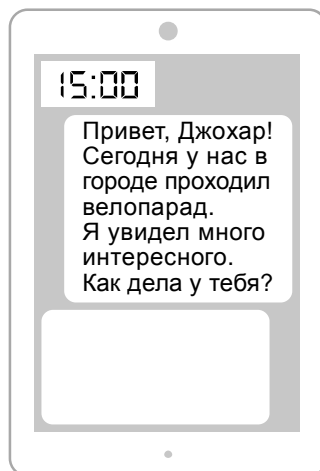 15:00
Привет, Джохар!
Сегодня у нас в
городе проходил
велопарад.
Я увидел много
интересного.
Как дела у тебя?